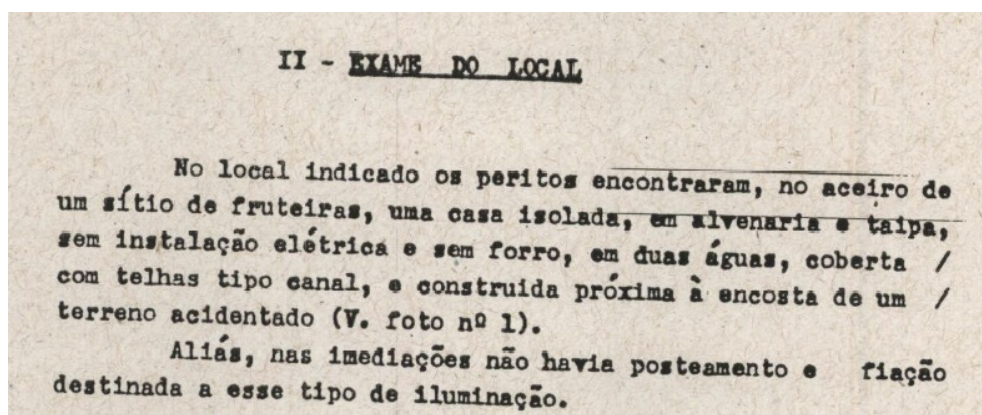 II - EXAME DO LOCAL
No local indicado os peritos encontraram, no aceiro de
um sítio de fruteiras, uma casa isolada, em alvenaria e taipa,
sem instalação elétrica e sem forro, em duas águas, coberta /
com telhas tipo canal, e construida próxima à encosta de um /
terreno acidentado (V. foto nº 1).
Aliás, nas imediações não havia posteamento e fiação
destinada a esse tipo de iluminação.